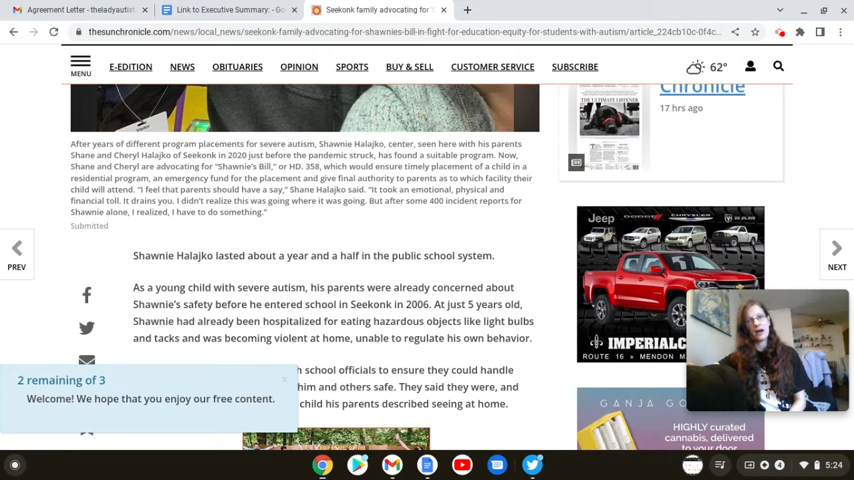 Agreement Letter - theladyautist
Link to Executive Summary: - Go
Seekonk family advocating for 'S
thesunchronicle.com/news/local_news/seekonk-family-advocating-for-shawnies-bill-in-fight-for-education-equity-for-students-with-autism/article_224cb10c-0f4c...
MENU
E-EDITION NEWS OBITUARIES OPINION SPORTS BUY & SELL CUSTOMER SERVICE SUBSCRIBE
62°
Chronicle
17 hrs ago
THE ULTIMATE LISTENER
After years of different program placements for severe autism, Shawnie Halajko, center, seen here with his parents
Shane and Cheryl Halajko of Seekonk in 2020 just before the pandemic struck, has found a suitable program. Now,
Shane and Cheryl are advocating for "Shawnie's Bill," or HD. 358, which would ensure timely placement of a child in a
residential program, an emergency fund for the placement and give final authority to parents as to which facility their
child will attend. "I feel that parents should have a say," Shane Halajko said. "It took an emotional, physical and
financial toll. It drains you. I didn't realize this was going where it was going. But after some 400 incident reports for
Shawnie alone, I realized, I have to do something."
Submitted
PREV
NEXT
Shawnie Halajko lasted about a year and a half in the public school system.
As a young child with severe autism, his parents were already concerned about
Shawnie's safety before he entered school in Seekonk in 2006. At just 5 years old,
Shawnie had already been hospitalized for eating hazardous objects like light bulbs
and tacks and was becoming violent at home, unable to regulate his own behavior.
h school officials to ensure they could handle
him and others safe. They said they were, and
child his parents described seeing at home.
2 remaining of 3
Welcome! We hope that you enjoy our free content.
Jeep DODGE CHRYSLER RAM
IMPERIALC
ROUTE 16 • MENDON M
GANJA GO
HIGHLY curated
cannabis, delivered
to your door
5:24